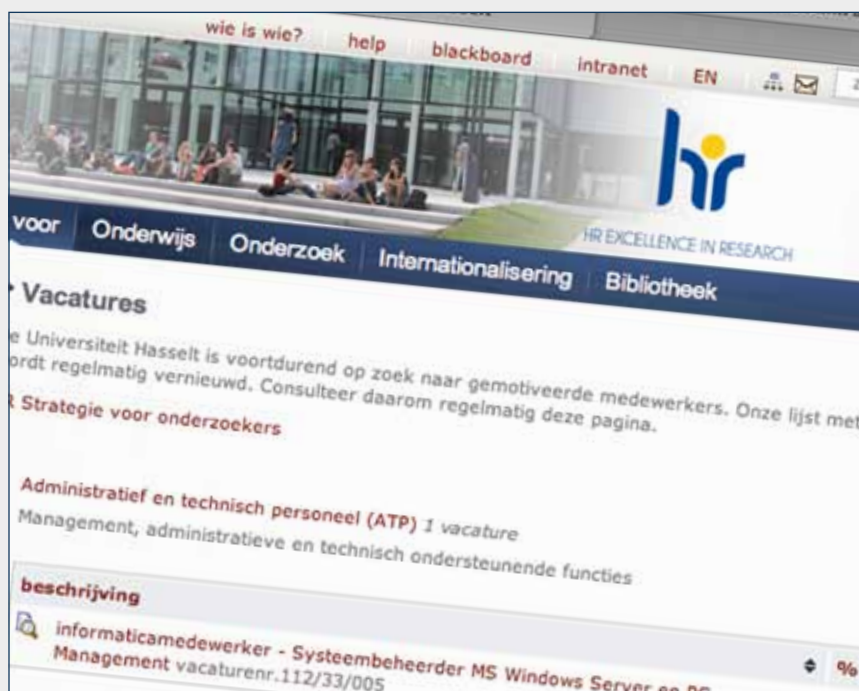 wie is wie? help blackboard intranet EN
hr
HR EXCELLENCE IN RESEARCH
voor Onderwijs Onderzoek Internationalisering Bibliotheek
Vacatures
e Universiteit Hasselt is voortdurend op zoek naar gemotiveerde medewerkers. Onze lijst met
ordt regelmatig vernieuwd. Consulteer daarom regelmatig deze pagina.
Strategie voor onderzoekers
Administratief en technisch personeel (ATP) 1 vacature
Management, administratieve en technisch ondersteunende functies
beschrijving %
informaticamedewerker - Systeembeheerder MS Windows Server en
Management vacaturenr.112/33/005